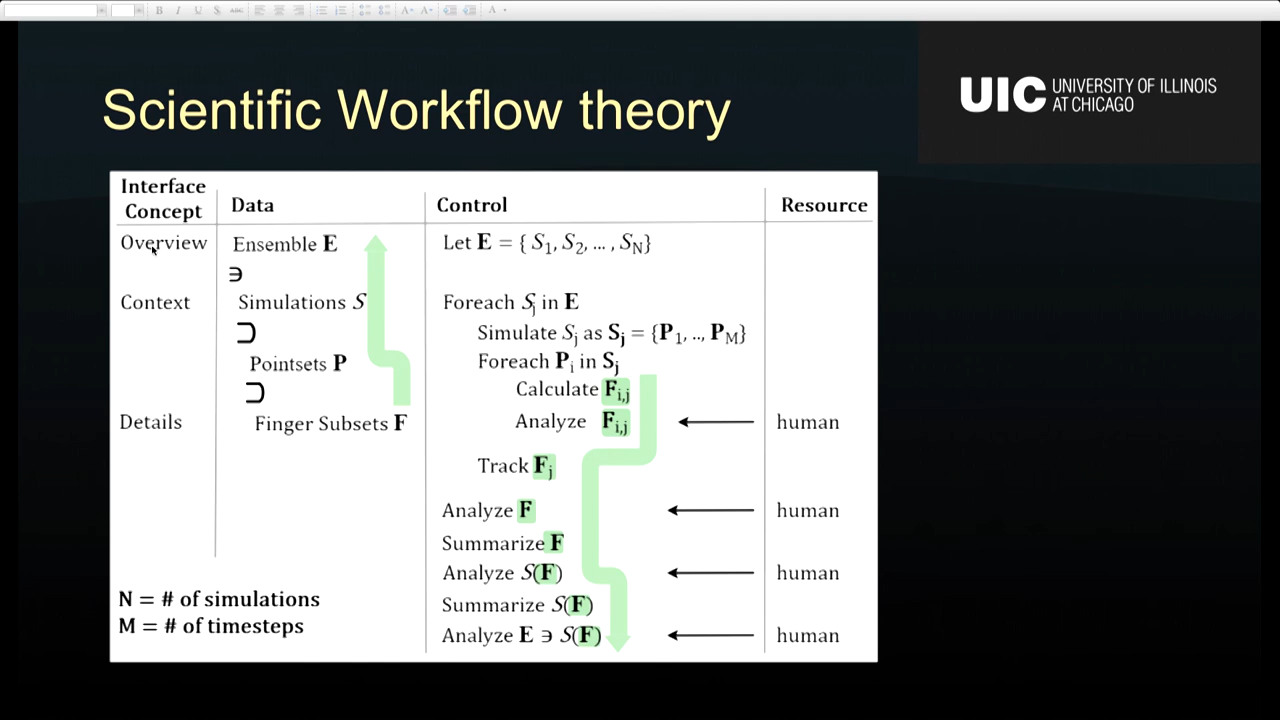 Scientific Workflow theory
UIC UNIVERSITY OF ILLINOIS
AT CHICAGO
Interface Concept | Data | Control | Resource
Overview | Ensemble E | Let E = { S1, S2, ... , SN}
∋
Context | Simulations S | Foreach Sj in E
⊃ | Simulate Sj as Sj = {P1, .., PM}
Pointsets P | Foreach Pi in Sj
⊃ | Calculate Fi,j
Details | Finger Subsets F | Analyze Fi,j | human
Track Fj
Analyze F | human
Summarize F
Analyze S(F) | human
Summarize S(F)
Analyze E ∋ S(F) | human
N = # of simulations
M = # of timesteps